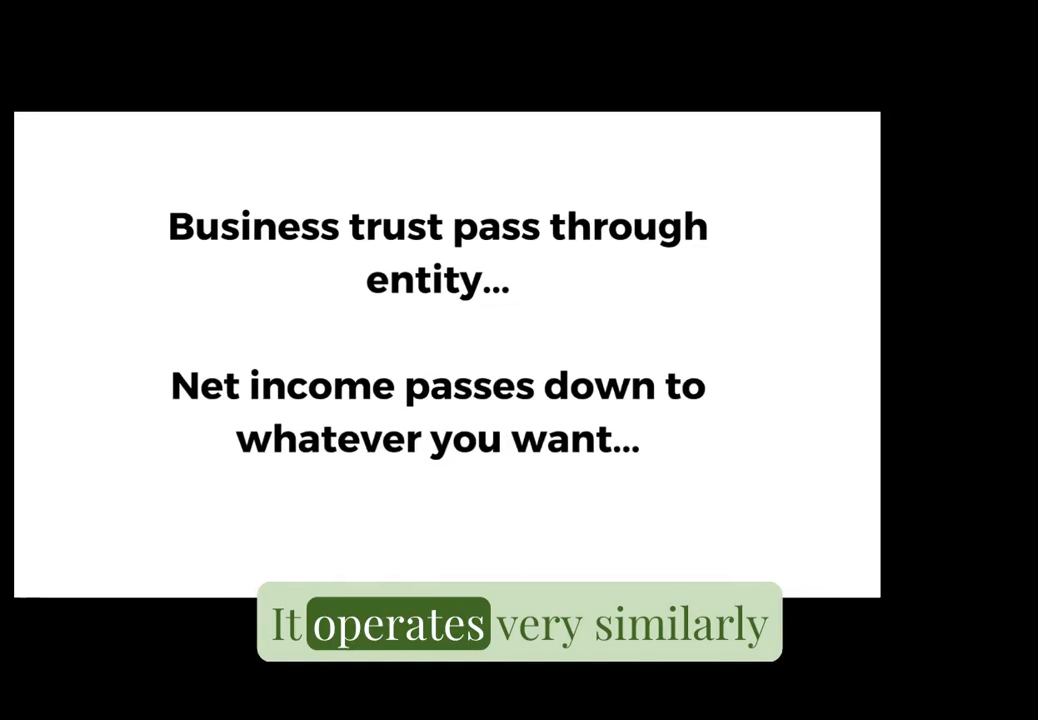 Business trust pass through
entity...
Net income passes down to
whatever you want...
It operates very similarly